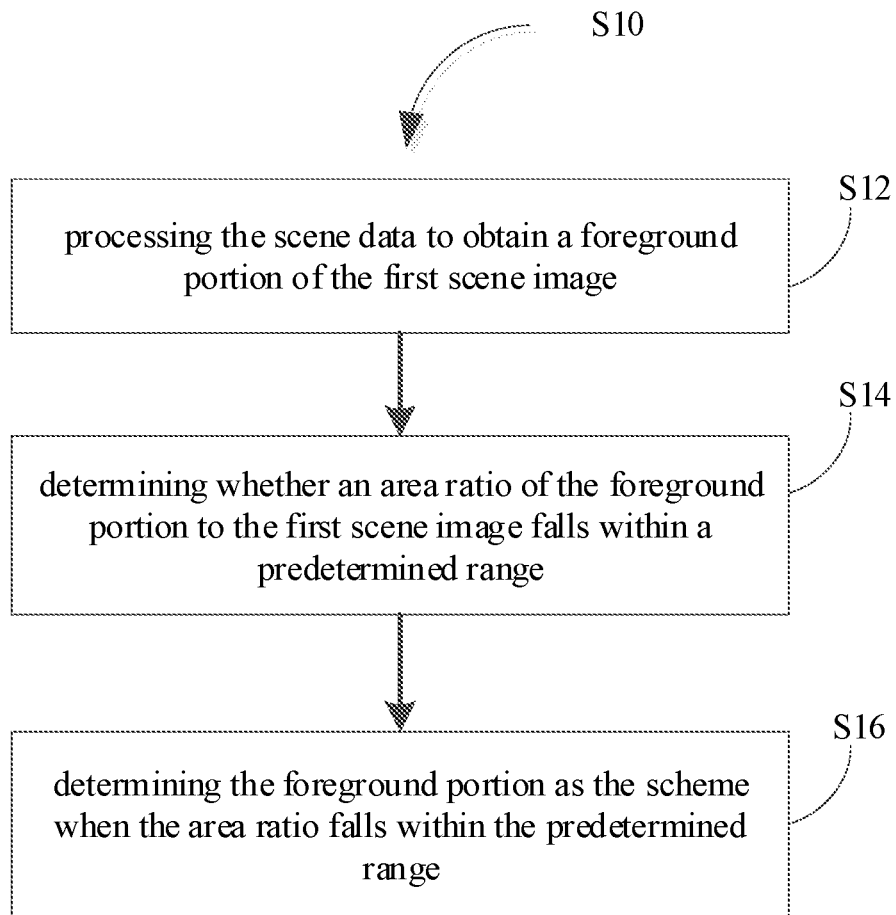 S10
S12
processing the scene data to obtain a foreground
portion of the first scene image
S14
determining whether an area ratio of the foreground
portion to the first scene image falls within a
predetermined range
S16
determining the foreground portion as the scheme
when the area ratio falls within the predetermined
range